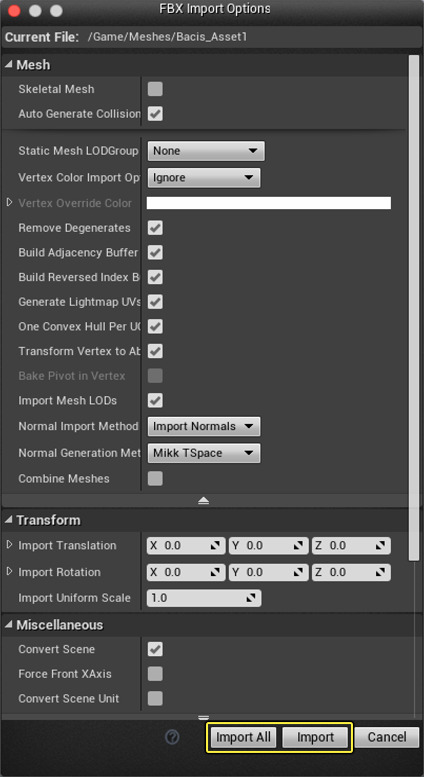 FBX Import Options
Current File: /Game/Meshes/Bacis_Asset1
Mesh
Skeletal Mesh
Auto Generate Collision
Static Mesh LODGroup None
Vertex Color Import Opt Ignore
Vertex Override Color
Remove Degenerates
Build Adjacency Buffer
Build Reversed Index B
Generate Lightmap UVs
One Convex Hull Per UC
Transform Vertex to Ab
Bake Pivot in Vertex
Import Mesh LODs
Normal Import Method Import Normals
Normal Generation Met Mikk TSpace
Combine Meshes
Transform
Import Translation X 0.0 Y 0.0 Z 0.0
Import Rotation X 0.0 Y 0.0 Z 0.0
Import Uniform Scale 1.0
Miscellaneous
Convert Scene
Force Front XAxis
Convert Scene Unit
? Import All Import Cancel